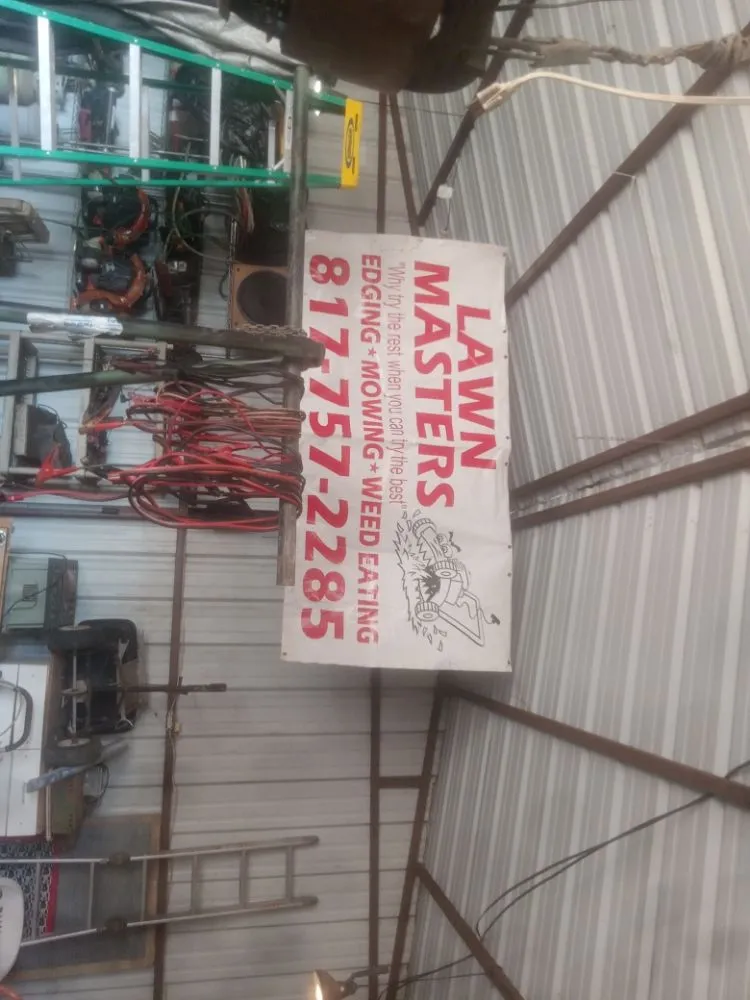 LAWN
MASTERS
"Why try the rest when you can try the best"
EDGING * MOWING * WEED EATING
817-757-2285